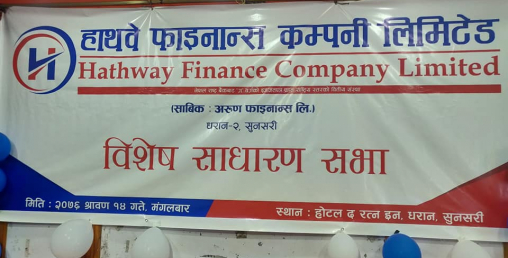 हाथवे फाइनान्स कम्पनी लिमिटेड
Hathway Finance Company Limited
(साबिक : अरूण फाइनान्स लि.)
धरान-२, सुनसरी
विशेष साधारण सभा
मिति : २०७६ श्रावण १४ गते, मंगलबार
स्थान : होटल द रत्न इन, धरान, सुनसरी